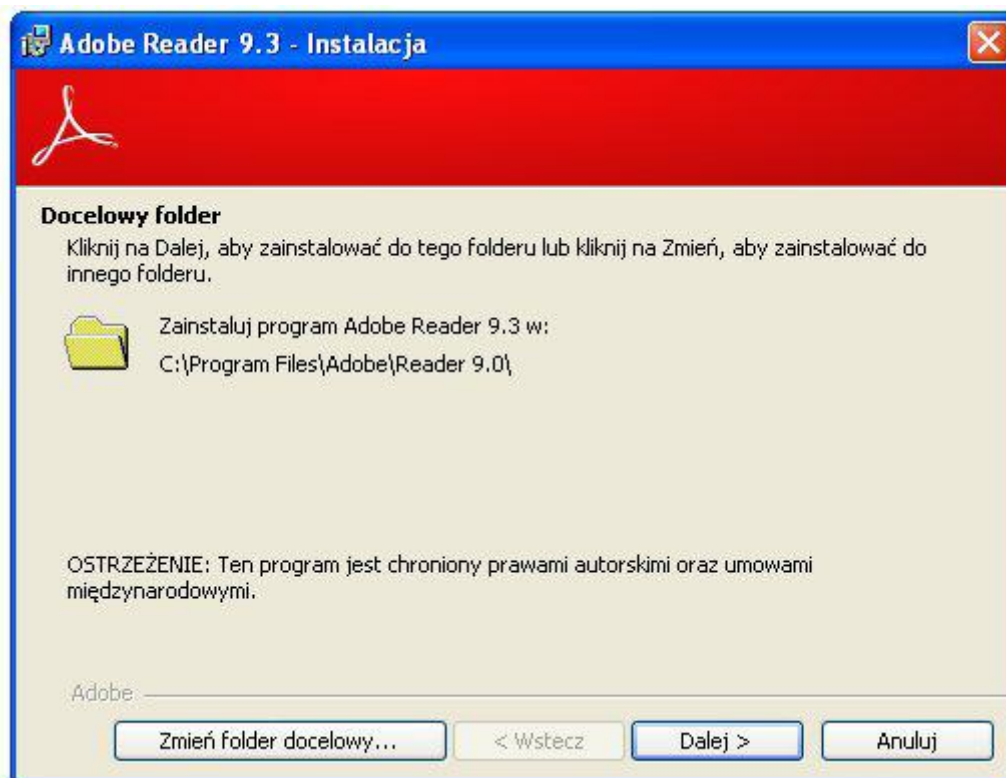 Adobe Reader 9.3 - Instalacja
Docelowy folder
Kliknij na Dalej, aby zainstalować do tego folderu lub kliknij na Zmień, aby zainstalować do
innego folderu.
Zainstaluj program Adobe Reader 9.3 w:
C:\Program Files\Adobe\Reader 9.0\
OSTRZEŻENIE: Ten program jest chroniony prawami autorskimi oraz umowami
międzynarodowymi.
Adobe
Zmień folder docelowy... < Wstecz Dalej > Anuluj